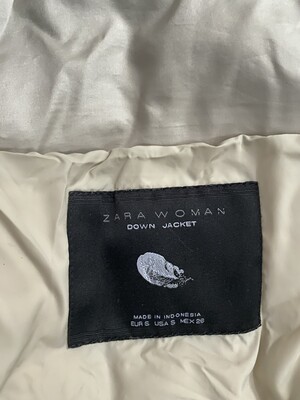 ZARA WOMAN
DOWN JACKET
MADE IN INDONESIA
EUR S USA S MEX 26